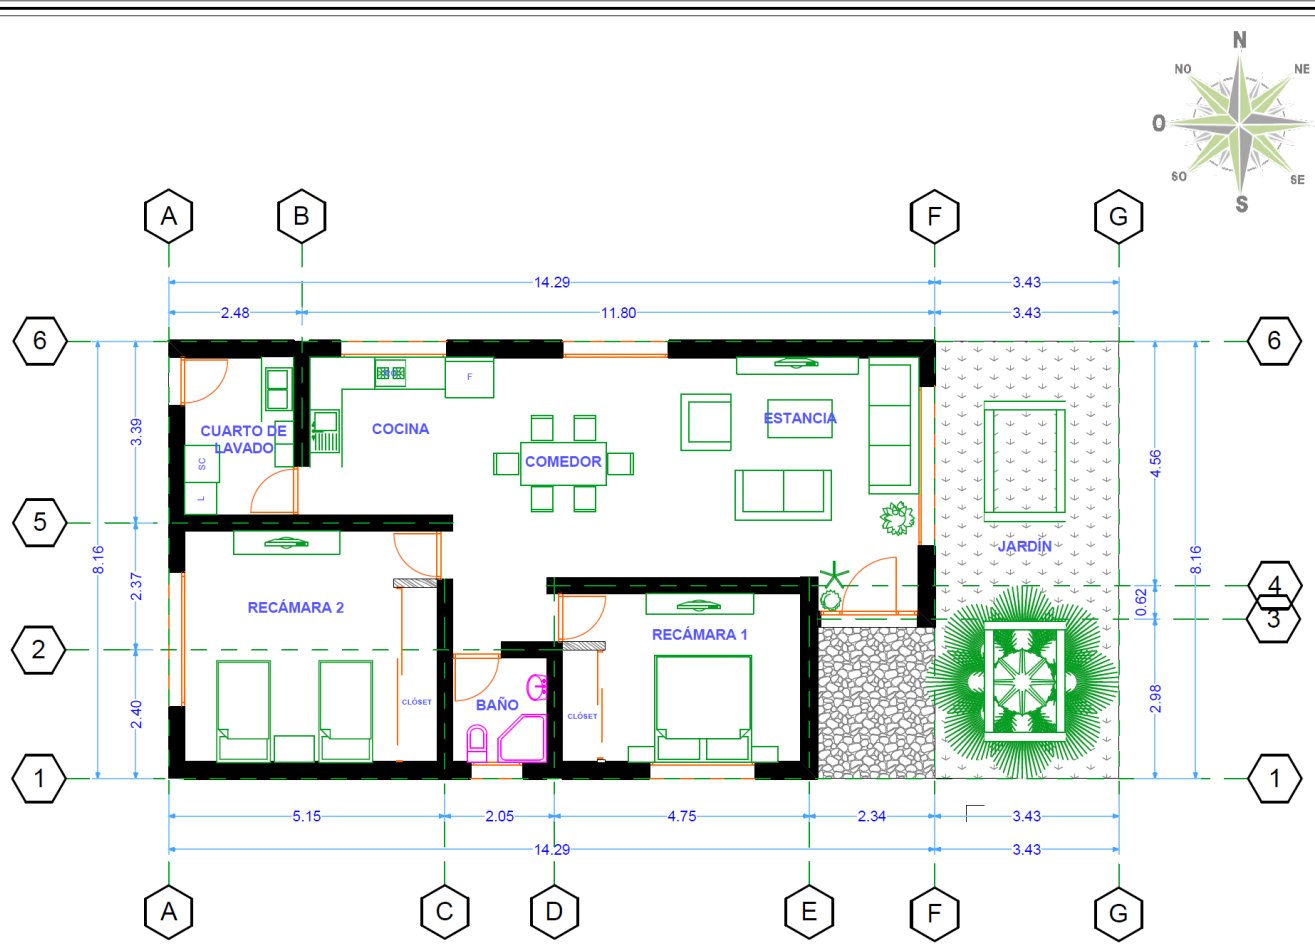 N
NO
NE
O
SO
SE
S
A
B
F
G
14.29
3.43
2.48
11.80
3.43
6
6
F
3.39
CUARTO DE
LAVADO
COCINA
ESTANCIA
COMEDOR
4.56
SC
L
5
JARDÍN
8.16
8.16
2.37
4
RECÁMARA 2
RECÁMARA 1
0.62
3
2
2.40
CLÓSET
BAÑO
CLÓSET
2.98
1
1
5.15
2.05
4.75
2.34
3.43
14.29
3.43
A
C
D
E
F
G